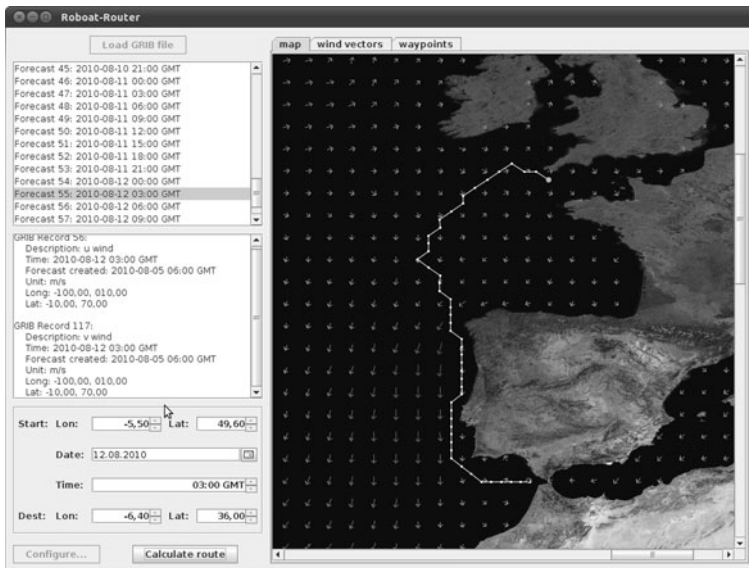 Roboat-Router
Load GRIB file
Forecast 45: 2010-08-10 21:00 GMT
Forecast 46: 2010-08-11 00:00 GMT
Forecast 47: 2010-08-11 03:00 GMT
Forecast 48: 2010-08-11 06:00 GMT
Forecast 49: 2010-08-11 09:00 GMT
Forecast 50: 2010-08-11 12:00 GMT
Forecast 51: 2010-08-11 15:00 GMT
Forecast 52: 2010-08-11 18:00 GMT
Forecast 53: 2010-08-11 21:00 GMT
Forecast 54: 2010-08-12 00:00 GMT
Forecast 55: 2010-08-12 03:00 GMT
Forecast 56: 2010-08-12 06:00 GMT
Forecast 57: 2010-08-12 09:00 GMT
GRIB Record 56:
Description: u wind
Time: 2010-08-12 03:00 GMT
Forecast created: 2010-08-05 06:00 GMT
Unit: m/s
Long: -100,00, 010,00
Lat: -10,00, 70,00
GRIB Record 117:
Description: v wind
Time: 2010-08-12 03:00 GMT
Forecast created: 2010-08-05 06:00 GMT
Unit: m/s
Long: -100,00, 010,00
Lat: -10,00, 70,00
Start: Lon: -5,50 Lat: 49,60
Date: 12.08.2010
Time: 03:00 GMT
Dest: Lon: -6,40 Lat: 36,00
Configure... Calculate route
map wind vectors waypoints